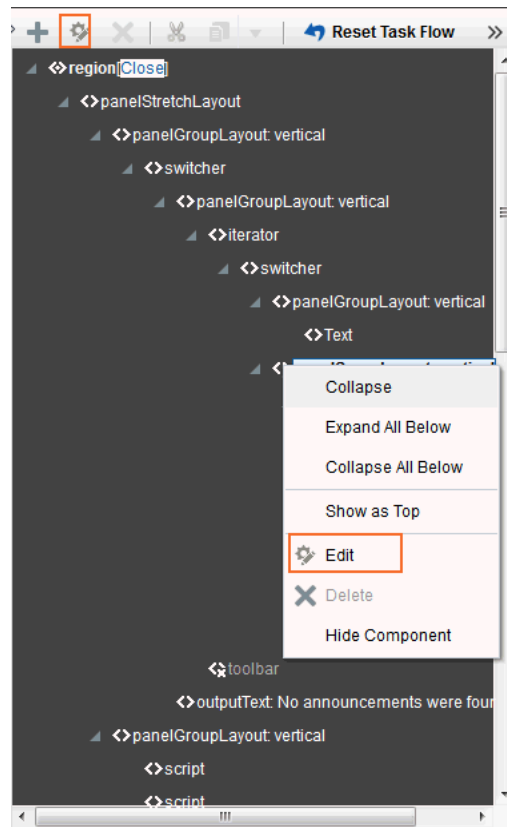 Reset Task Flow
region[Close]
panelStretchLayout
panelGroupLayout: vertical
switcher
panelGroupLayout: vertical
iterator
switcher
panelGroupLayout: vertical
Text
Collapse
Expand All Below
Collapse All Below
Show as Top
Edit
Delete
Hide Component
toolbar
outputText: No announcements were four
panelGroupLayout: vertical
script
script